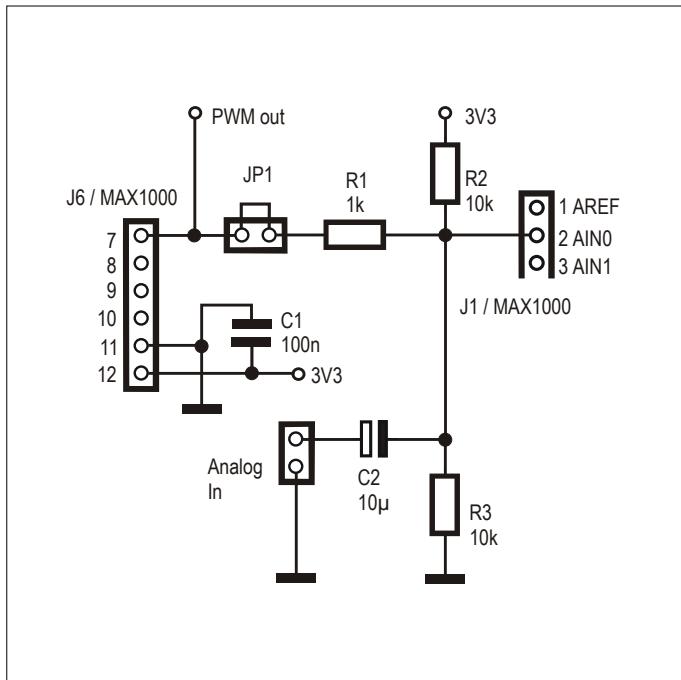 PWM out
3V3
JP1
J6 / MAX1000
R1
1k
R2
10k
1 AREF
2 AIN0
3 AIN1
J1 / MAX1000
7
8
9
10
11
12
C1
100n
3V3
Analog
In
C2
10µ
R3
10k